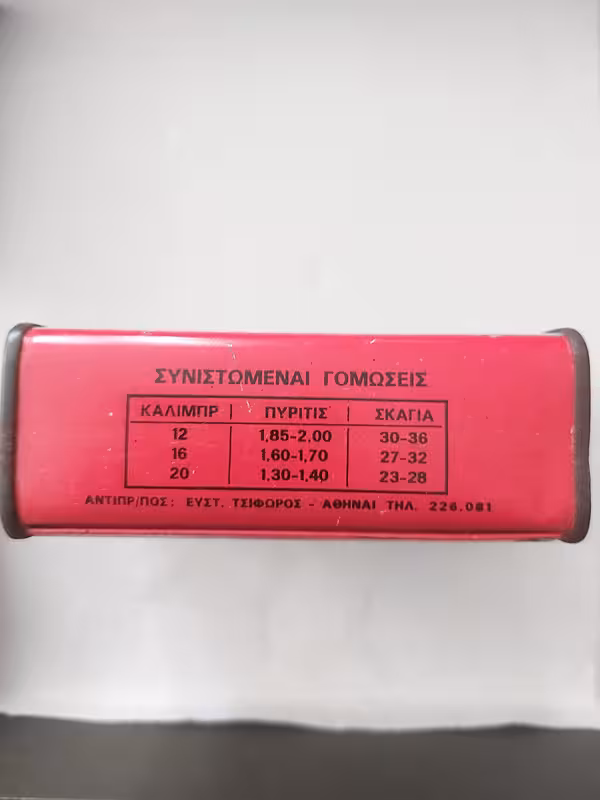 ΣΥΝΙΣΤΩΜΕΝΑΙ ΓΟΜΩΣΕΙΣ
ΚΑΛΙΜΠΡ | ΠΥΡΙΤΙΣ | ΣΚΑΓΙΑ
12 1,85-2,00 30-36
16 1,60-1,70 27-32
20 1,30-1,40 23-28
ΑΝΤΙΠΡ/ΠΟΣ: ΕΥΣΤ. ΤΣΙΦΩΡΟΣ - ΑΘΗΝΑΙ ΤΗΛ. 226.081